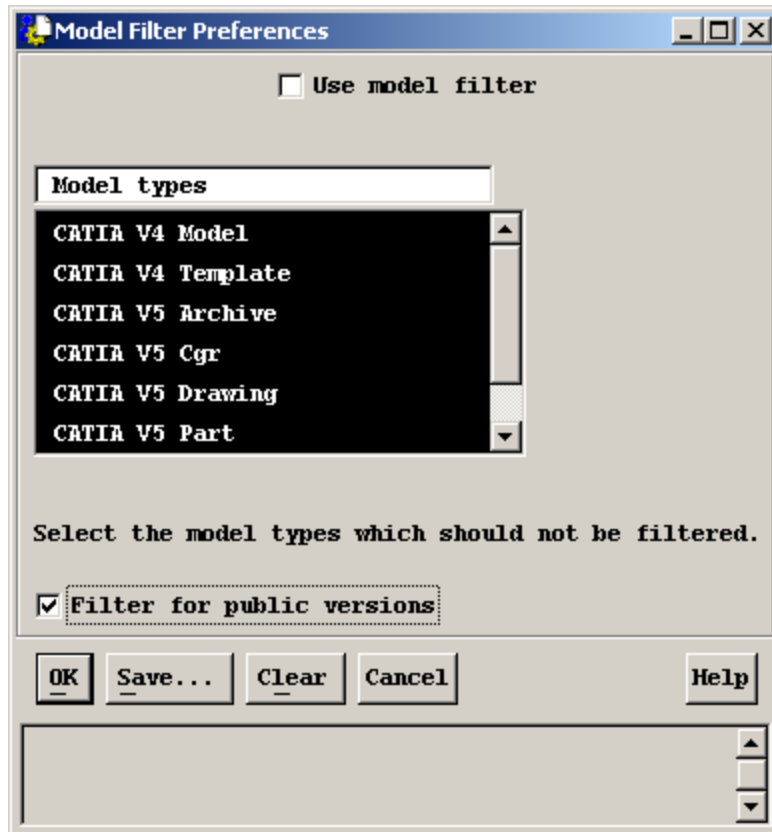 Model Filter Preferences
Use model filter
Model types
CATIA V4 Model
CATIA V4 Template
CATIA V5 Archive
CATIA V5 Cgr
CATIA V5 Drawing
CATIA V5 Part
Select the model types which should not be filtered.
Filter for public versions
OK Save... Clear Cancel Help